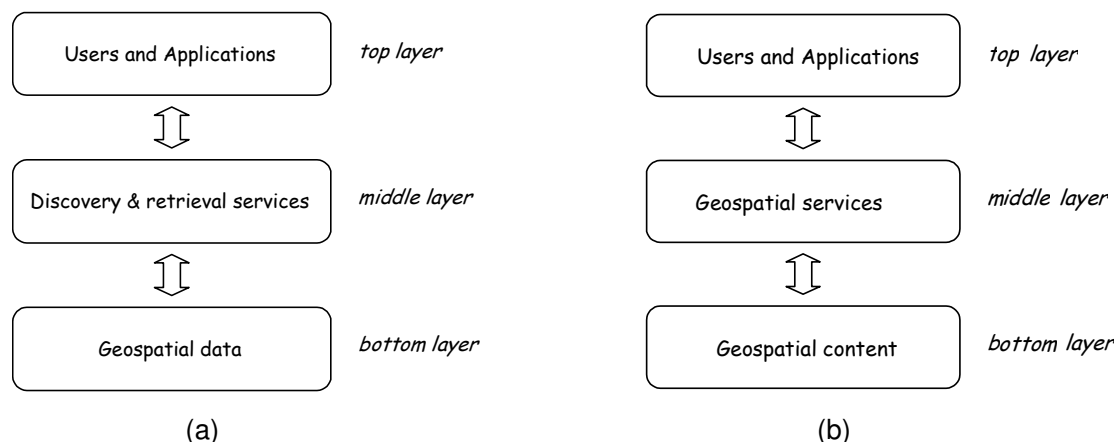 Users and Applications
top layer
Discovery & retrieval services
middle layer
Geospatial data
bottom layer
(a)
Users and Applications
top layer
Geospatial services
middle layer
Geospatial content
bottom layer
(b)